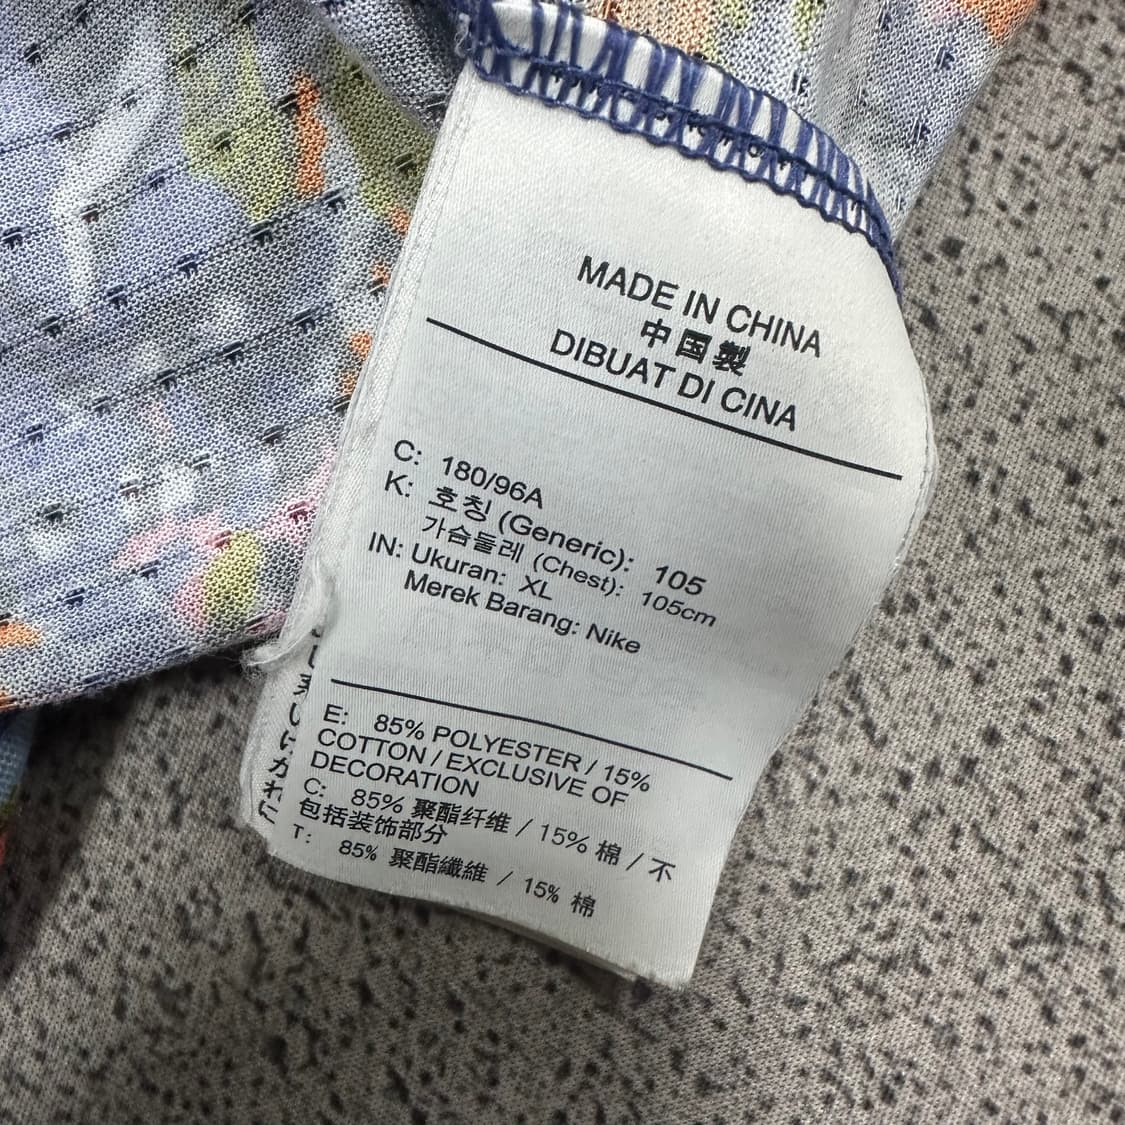 MADE IN CHINA
中国製
DIBUAT DI CINA
C: 180/96A
K: 호칭 (Generic): 105
가슴둘레 (Chest): 105cm
IN: Ukuran: XL
Merek Barang: Nike
E: 85% POLYESTER / 15%
COTTON / EXCLUSIVE OF
DECORATION
C: 85% 聚酯纤维 / 15% 棉 / 不
包括装饰部分
T: 85% 聚酯纖維 / 15% 棉